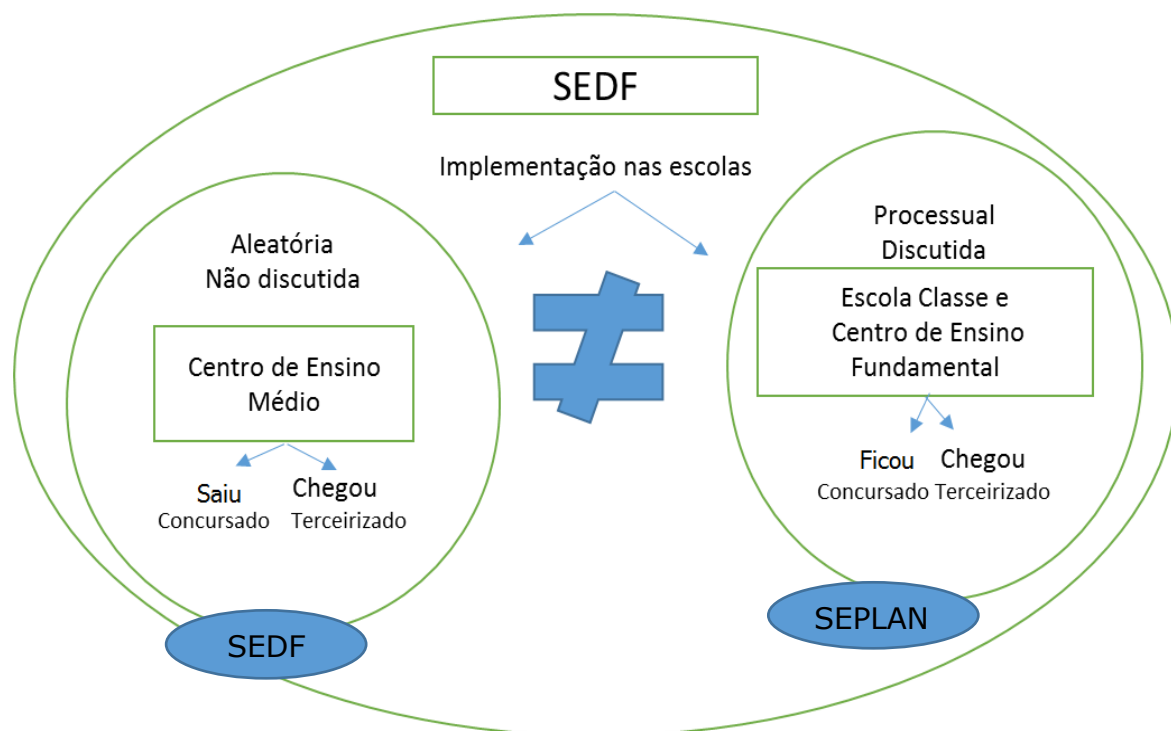 SEDF
Implementação nas escolas
Aleatória
Não discutida
Centro de Ensino
Médio
Saiu
Concursado
Chegou
Terceirizado
SEDF
Processual
Discutida
Escola Classe e
Centro de Ensino
Fundamental
Ficou
Concursado
Chegou
Terceirizado
SEPLAN